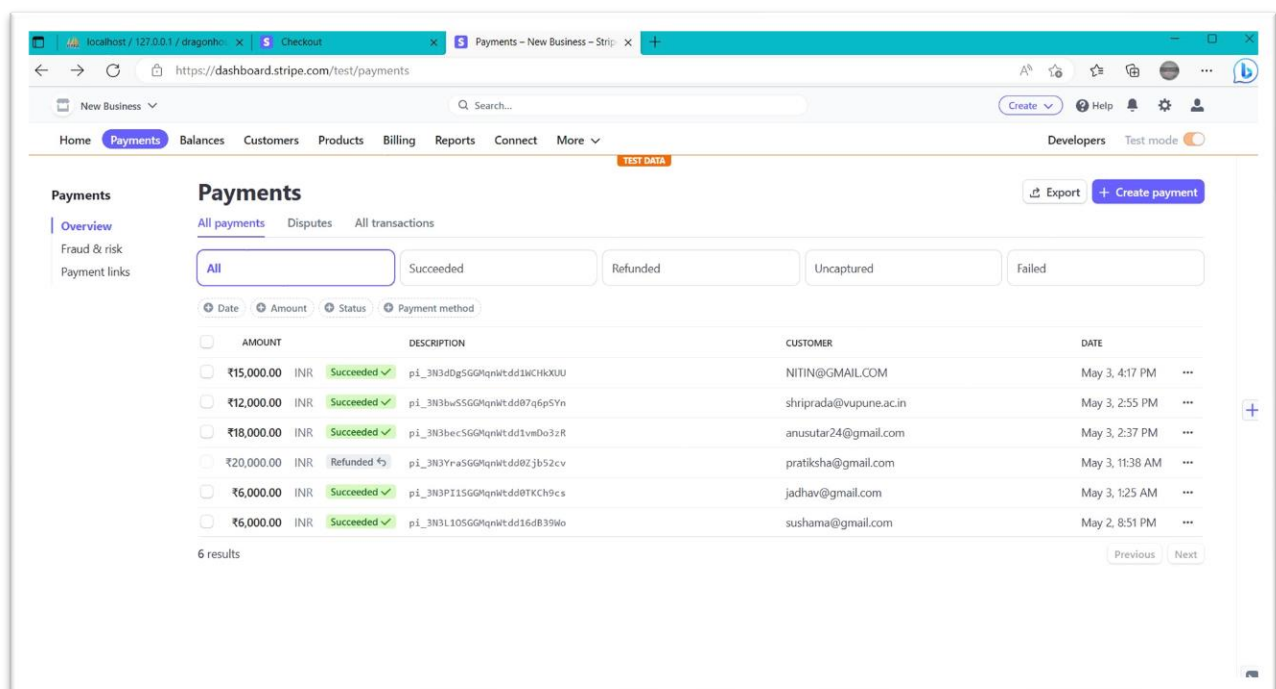 localhost / 127.0.0.1 / dragonho
Checkout
Payments – New Business – Strip
https://dashboard.stripe.com/test/payments
New Business
Search...
Create
Help
Home Payments Balances Customers Products Billing Reports Connect More
Developers Test mode
TEST DATA
Payments
Overview
Fraud & risk
Payment links
Payments
Export
+ Create payment
All payments Disputes All transactions
All Succeeded Refunded Uncaptured Failed
Date Amount Status Payment method
AMOUNT DESCRIPTION CUSTOMER DATE
₹15,000.00 INR Succeeded pi_3N3dDgSGGMqnWtdd1WCHkXUU NITIN@GMAIL.COM May 3, 4:17 PM
₹12,000.00 INR Succeeded pi_3N3bwSSGGMqnWtdd07q6pSYn shriprada@vupune.ac.in May 3, 2:55 PM
₹18,000.00 INR Succeeded pi_3N3becSGGMqnWtdd1vmDo3zR anusutar24@gmail.com May 3, 2:37 PM
₹20,000.00 INR Refunded pi_3N3YraSGGMqnWtdd0Zjb52cv pratiksha@gmail.com May 3, 11:38 AM
₹6,000.00 INR Succeeded pi_3N3PI1SGGMqnWtdd0TKCh9cs jadhav@gmail.com May 3, 1:25 AM
₹6,000.00 INR Succeeded pi_3N3L1OSGGMqnWtdd16dB39Wo sushama@gmail.com May 2, 8:51 PM
6 results
Previous Next